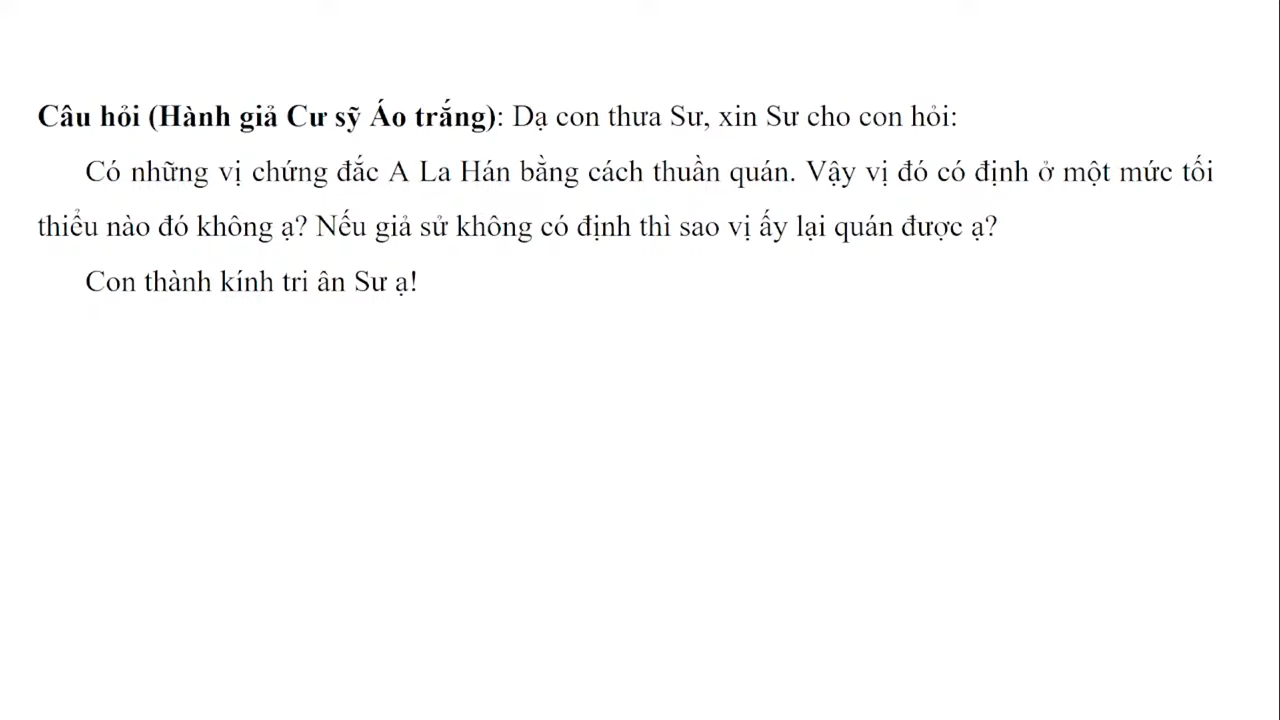 Câu hỏi (Hành giả Cư sỹ Áo trắng): Dạ con thưa Sư, xin Sư cho con hỏi:
Có những vị chứng đắc A La Hán bằng cách thuần quán. Vậy vị đó có định ở một mức tối
thiểu nào đó không ạ? Nếu giả sử không có định thì sao vị ấy lại quán được ạ?
Con thành kính tri ân Sư ạ!